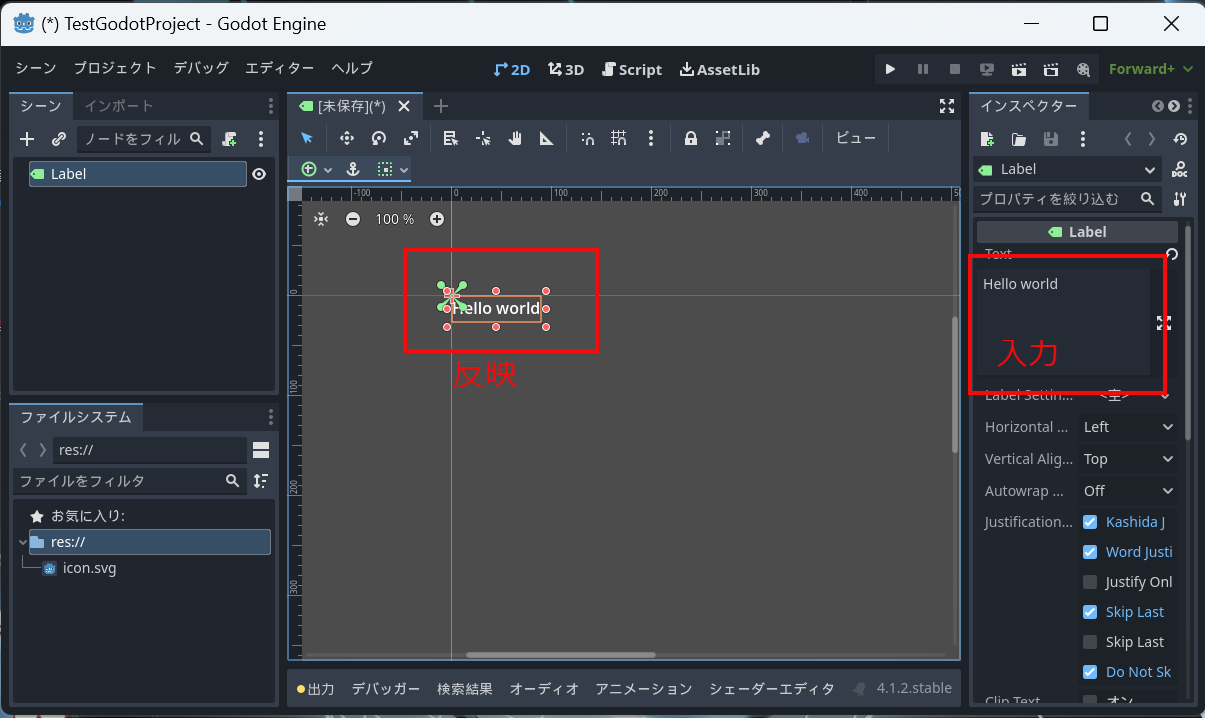 (*) TestGodotProject - Godot Engine
シーン プロジェクト デバッグ エディター ヘルプ 2D 3D Script AssetLib Forward+
シーン インポート
ノードをフィル
Label
ファイルシステム
res://
ファイルをフィルタ
お気に入り:
res://
icon.svg
[未保存](*)
ビュー
-100 0 100 200 300 400
100 %
0
Hello world
反映
100
200
300
出力 デバッガー 検索結果 オーディオ アニメーション シェーダーエディタ 4.1.2.stable
インスペクター
Label
DOC
プロパティを絞り込む
Label
Text
Hello world
入力
Label Settin... <空>
Horizontal ... Left
Vertical Alig... Top
Autowrap ... Off
Justification... Kashida J
Word Justi
Justify Onl
Skip Last
Skip Last
Do Not Sk
Clip Text オン